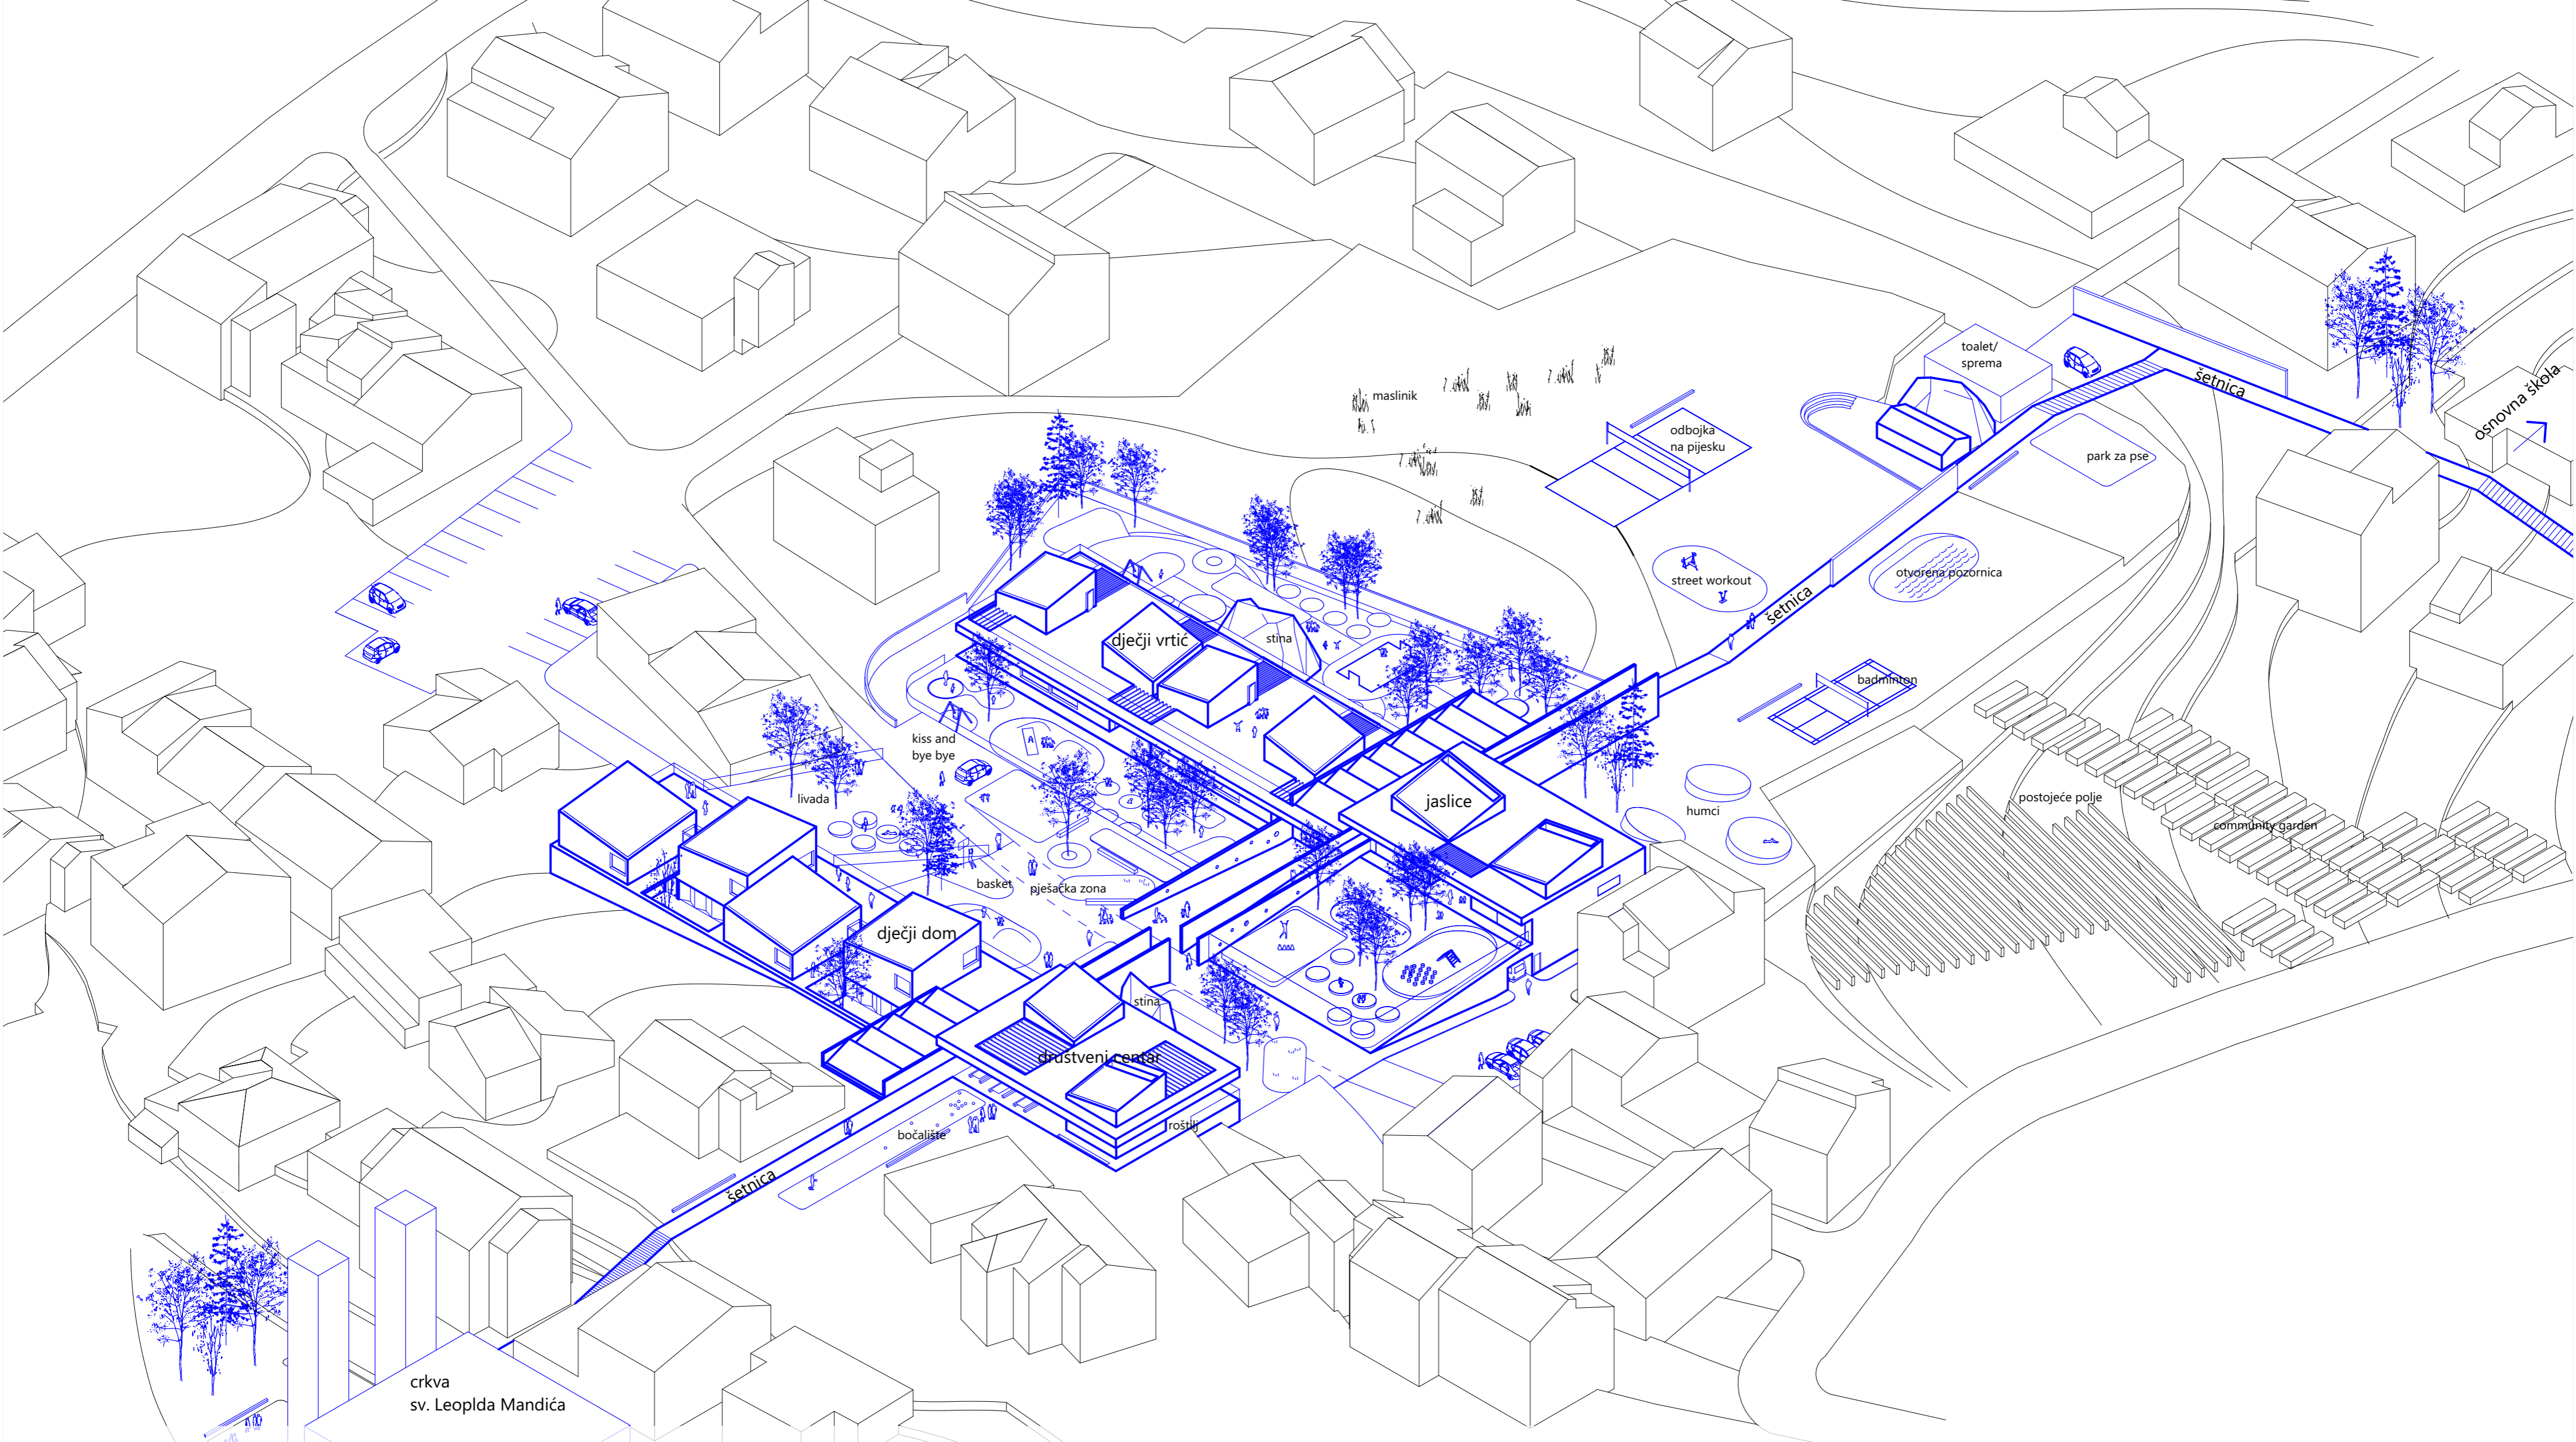 toalet/
sprema
šetnica
osnovna škola
maslinik
odbojka
na pijesku
park za pse
street workout
otvorena pozornica
šetnica
dječji vrtić
stina
badminton
kiss and
bye bye
livada
jaslice
humci
postojeće polje
community garden
basket
pješačka zona
dječji dom
stina
društveni centar
roštilj
bočalište
šetnica
crkva
sv. Leoplda Mandića